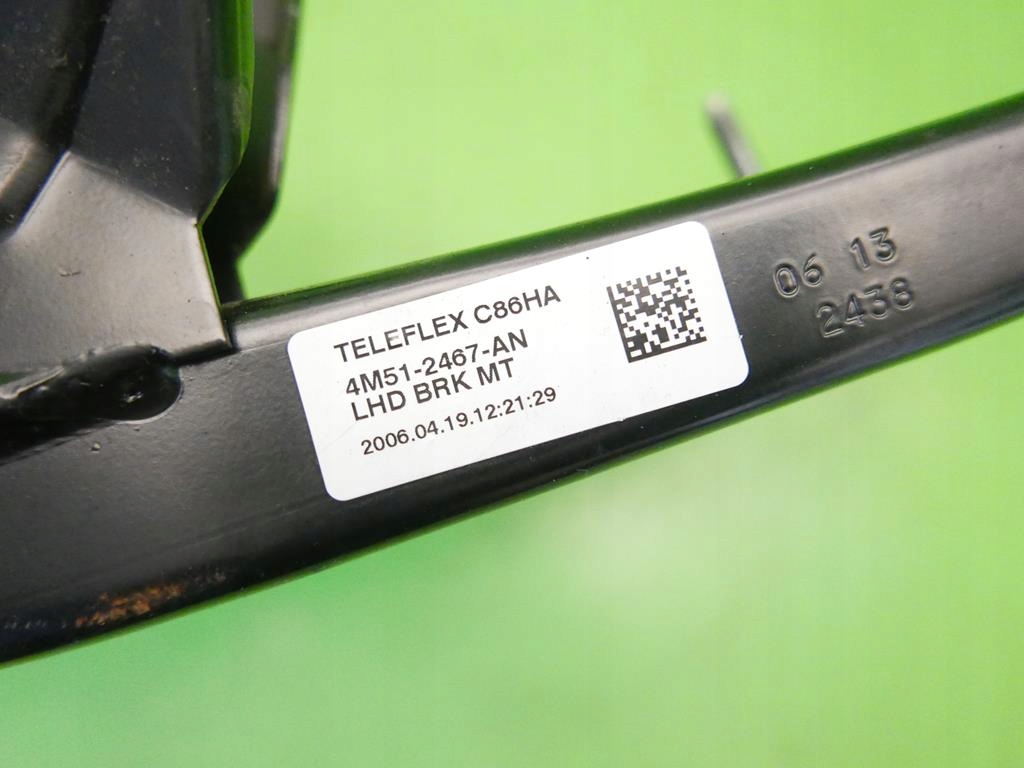 TELEFLEX C86HA
4M51-2467-AN
LHD BRK MT
2006.04.19.12:21:29
06 13
2438